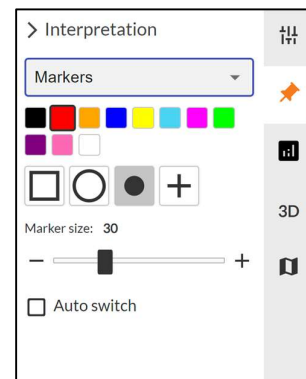 Interpretation
Markers
Marker size: 30
Auto switch
3D